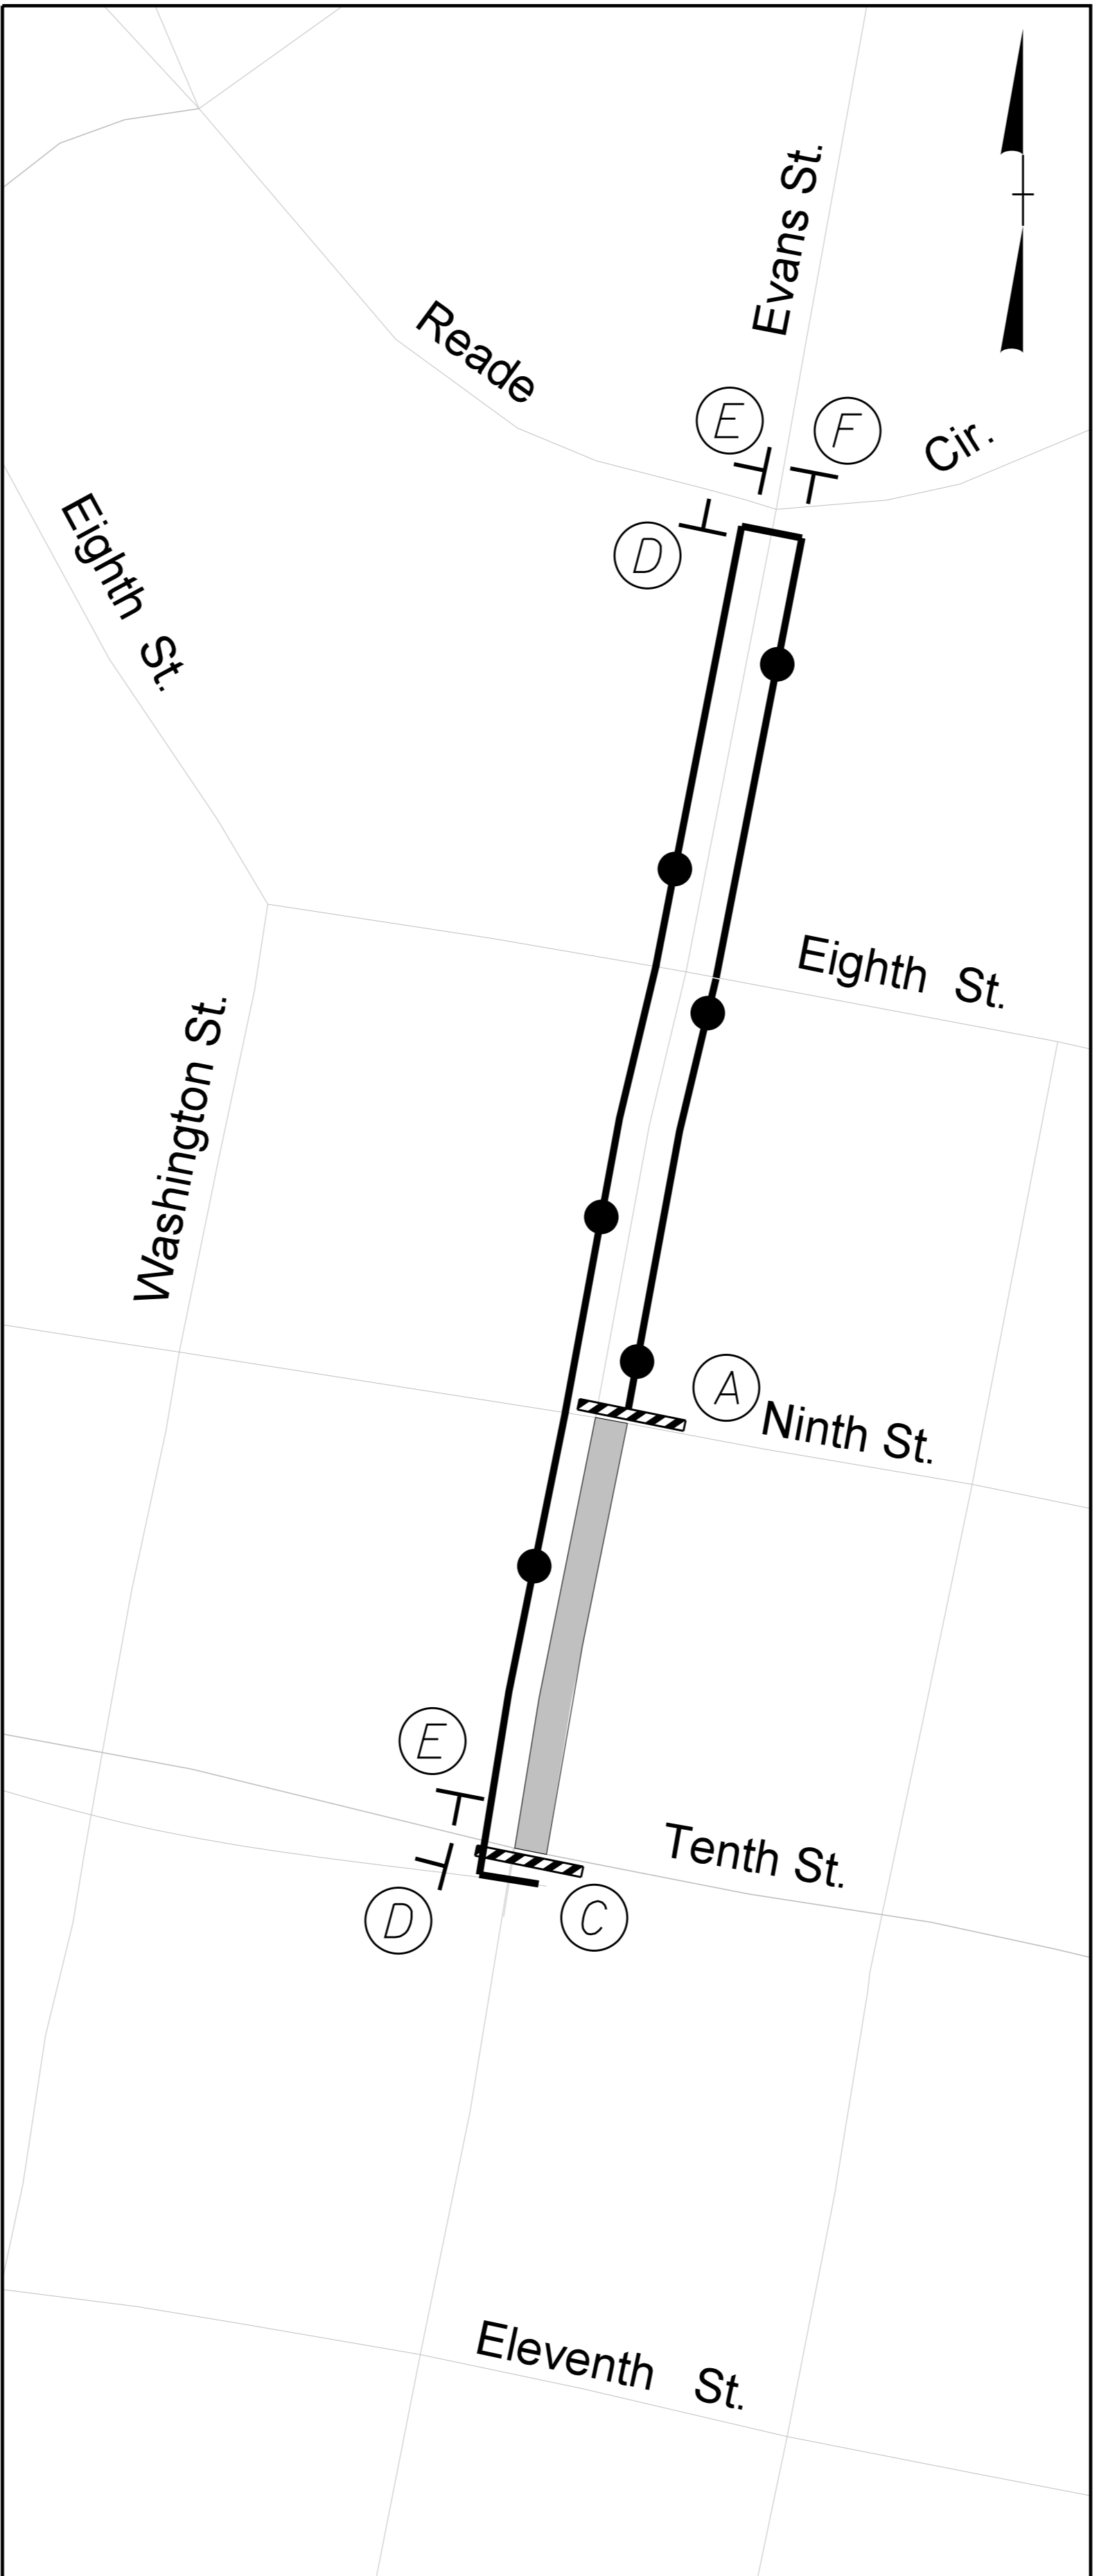 Evans St.
Reade
Cir.
E
F
D
Eighth St.
Eighth St.
Washington St.
A
Ninth St.
E
Tenth St.
D
C
Eleventh St.